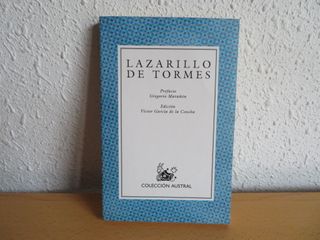 LAZARILLO
DE TORMES
Prefacio
Gregorio Marañón
Edición
Víctor García de la Concha
COLECCIÓN AUSTRAL